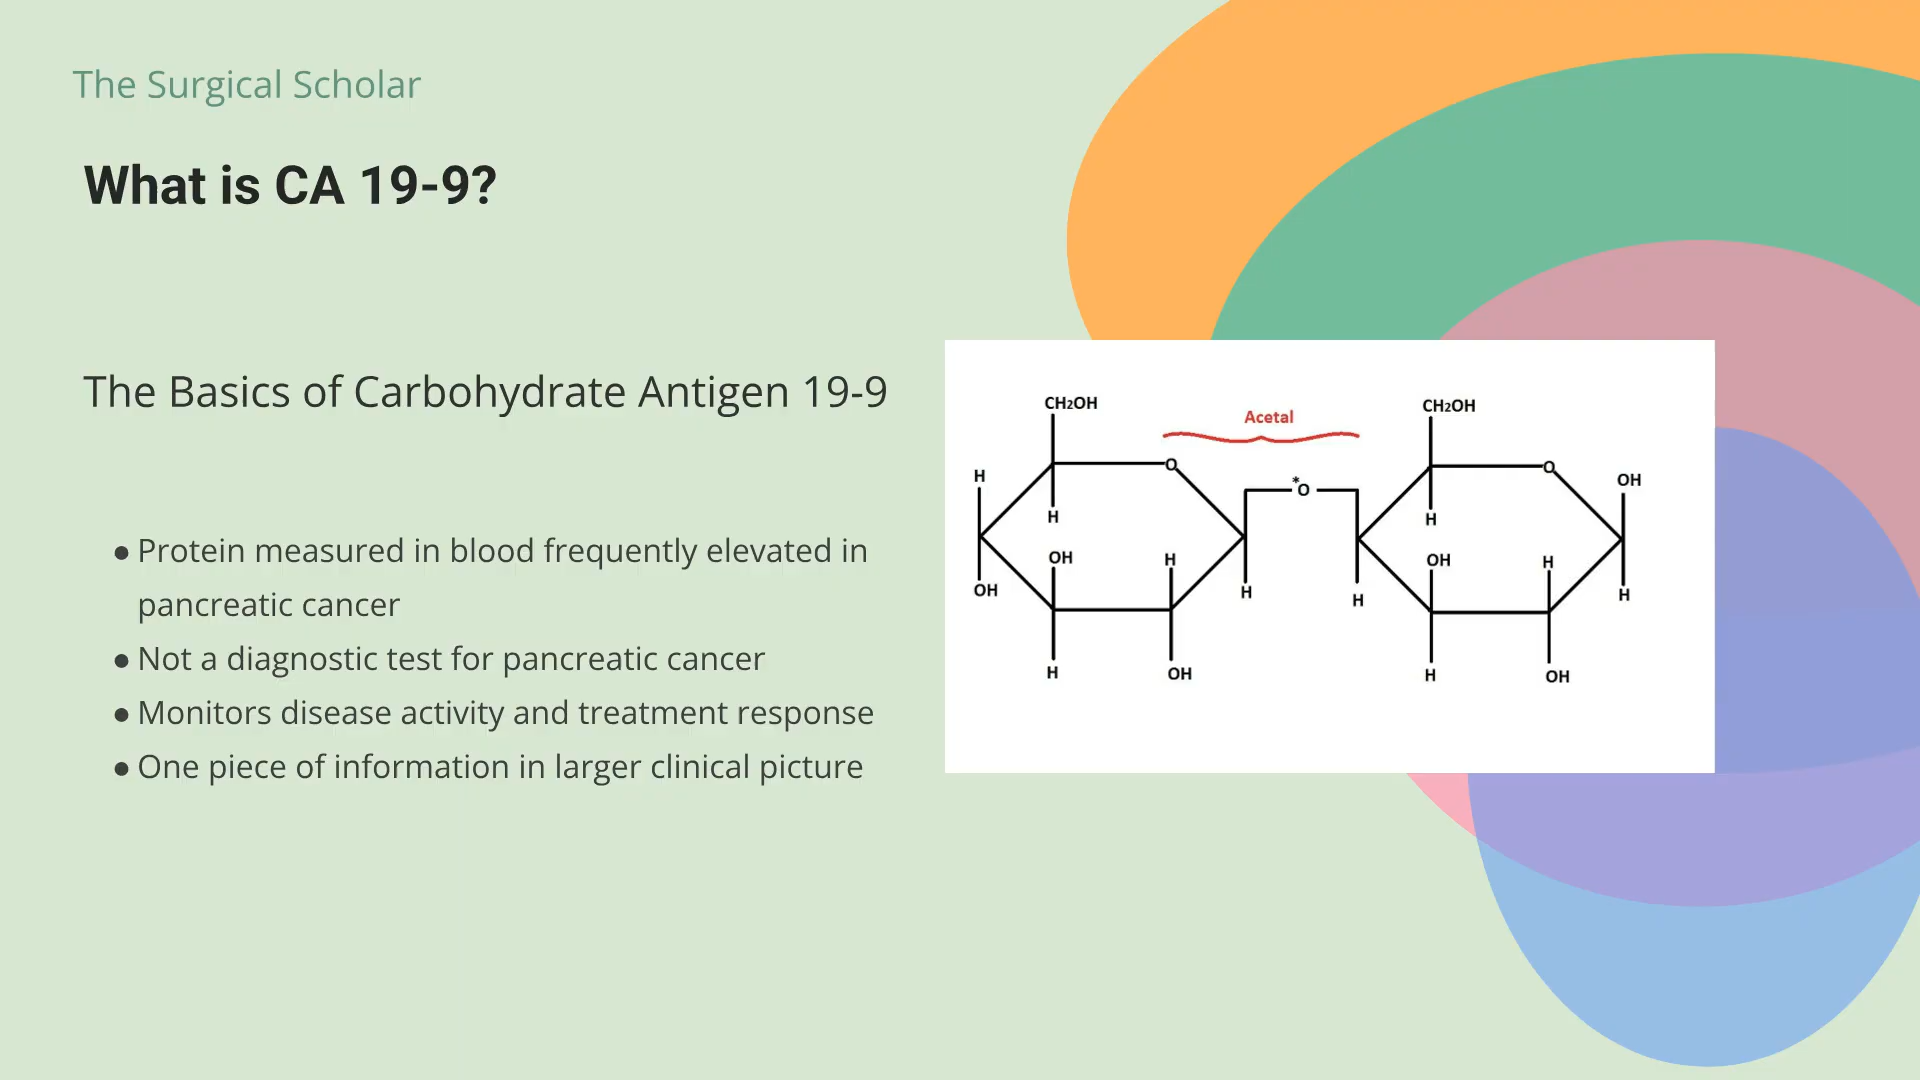 The Surgical Scholar
What is CA 19-9?
The Basics of Carbohydrate Antigen 19-9
● Protein measured in blood frequently elevated in
pancreatic cancer
● Not a diagnostic test for pancreatic cancer
● Monitors disease activity and treatment response
● One piece of information in larger clinical picture
CH2OH
Acetal
CH2OH
H
O
*O
O
OH
H
H
OH
H
OH
H
OH
H
H
OH
H
H
OH
H
OH